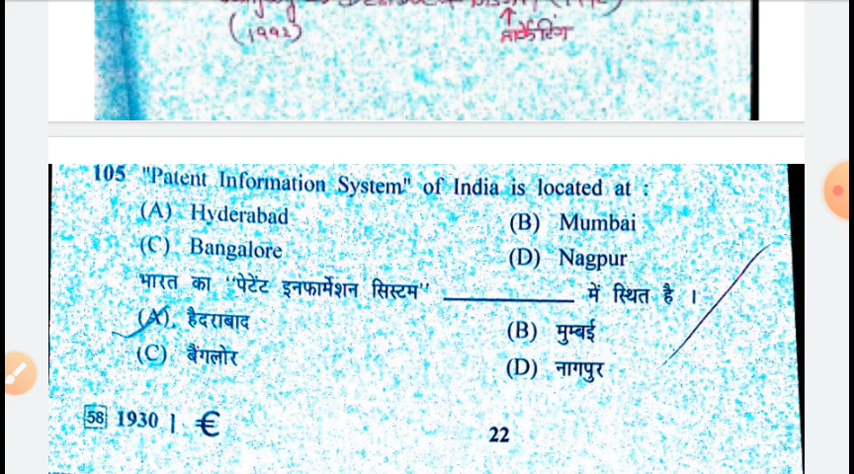 (1992)
मार्केटिंग
105 "Patent Information System" of India is located at :
(A) Hyderabad (B) Mumbai
(C) Bangalore (D) Nagpur
भारत का ‘‘पेटेंट इनफार्मेशन सिस्टम’’ __________ में स्थित है ।
(A) हैदराबाद (B) मुम्बई
(C) बैंगलोर (D) नागपुर
58 1930 ] € 22